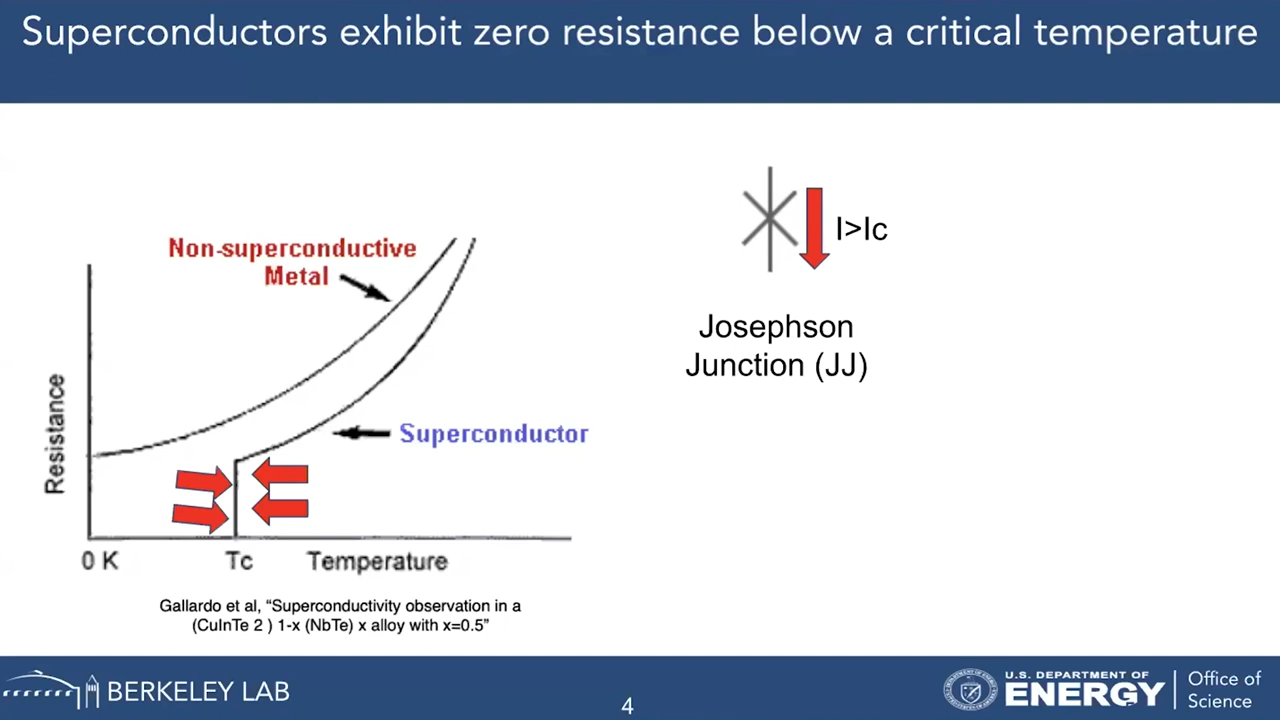 Superconductors exhibit zero resistance below a critical temperature
Non-superconductive
Metal
Resistance
Superconductor
0 K
Tc
Temperature
Gallardo et al, “Superconductivity observation in a
(CuInTe 2 ) 1-x (NbTe) x alloy with x=0.5”
I>Ic
Josephson
Junction (JJ)
BERKELEY LAB
4
U.S. DEPARTMENT OF
ENERGY
Office of
Science